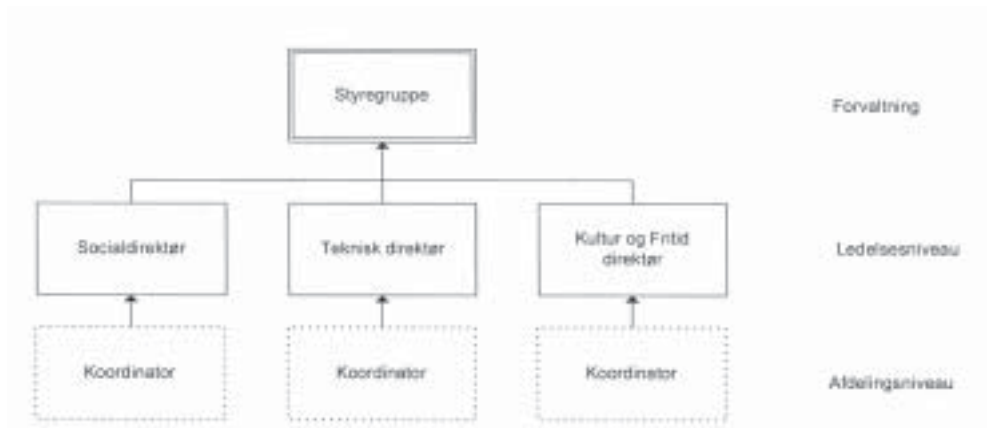 Styregruppe
Forvaltning
Socialdirektør
Teknisk direktør
Kultur og Fritid
direktør
Ledelsesniveau
Koordinator
Koordinator
Koordinator
Afdelingsniveau